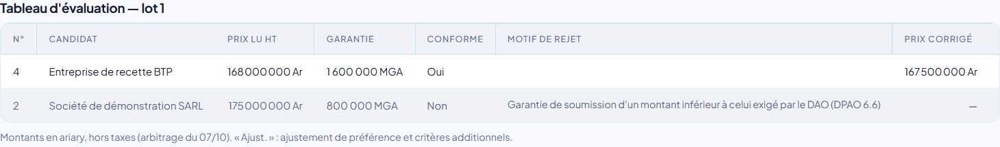 Tableau d'évaluation — lot 1
N° CANDIDAT PRIX LU HT GARANTIE CONFORME MOTIF DE REJET PRIX CORRIGÉ
4 Entreprise de recette BTP 168 000 000 Ar 1 600 000 MGA Oui 167 500 000 Ar
2 Société de démonstration SARL 175 000 000 Ar 800 000 MGA Non Garantie de soumission d’un montant inférieur à celui exigé par le DAO (DPAO 6.6) —
Montants en ariary, hors taxes (arbitrage du 07/10). « Ajust. » : ajustement de préférence et critères additionnels.